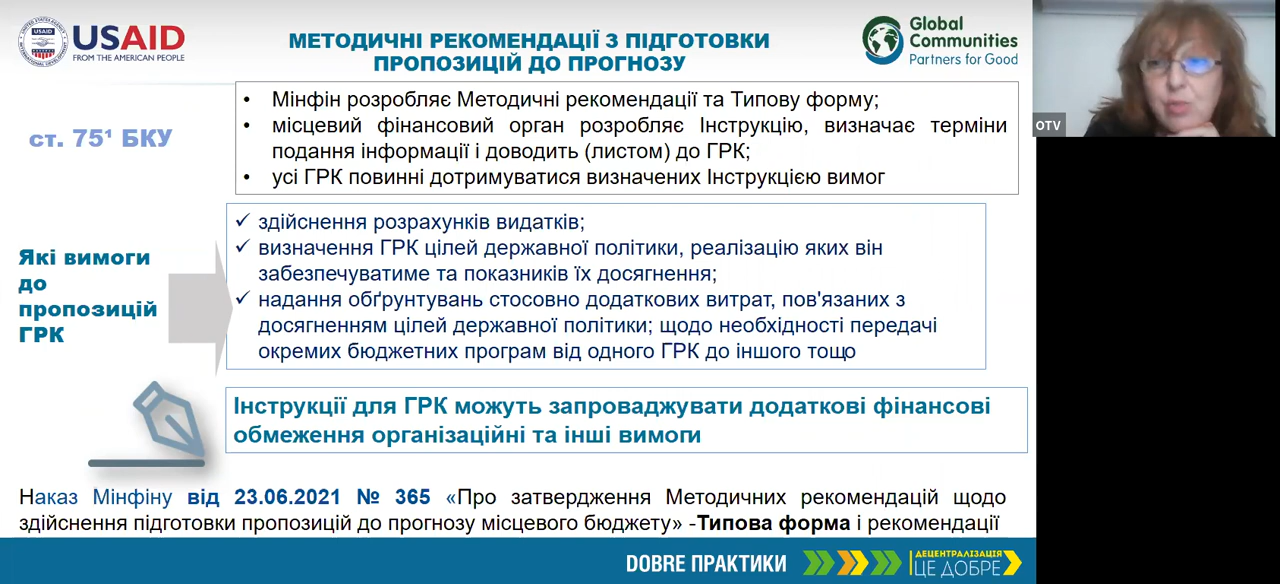 USAID
FROM THE AMERICAN PEOPLE
МЕТОДИЧНІ РЕКОМЕНДАЦІЇ З ПІДГОТОВКИ
ПРОПОЗИЦІЙ ДО ПРОГНОЗУ
Global
Communities
Partners for Good
OTV
ст. 75¹ БКУ
• Мінфін розробляє Методичні рекомендації та Типову форму;
• місцевий фінансовий орган розробляє Інструкцію, визначає терміни
подання інформації і доводить (листом) до ГРК;
• усі ГРК повинні дотримуватися визначених Інструкцією вимог
Які вимоги
до
пропозицій
ГРК
✓ здійснення розрахунків видатків;
✓ визначення ГРК цілей державної політики, реалізацію яких він
забезпечуватиме та показників їх досягнення;
✓ надання обґрунтувань стосовно додаткових витрат, пов'язаних з
досягненням цілей державної політики; щодо необхідності передачі
окремих бюджетних програм від одного ГРК до іншого тощо
Інструкції для ГРК можуть запроваджувати додаткові фінансові
обмеження організаційні та інші вимоги
Наказ Мінфіну від 23.06.2021 № 365 «Про затвердження Методичних рекомендацій щодо
здійснення підготовки пропозицій до прогнозу місцевого бюджету» -Типова форма і рекомендації
DOBRE ПРАКТИКИ
ДЕЦЕНТРАЛІЗАЦІЯ
ЦЕ ДОБРЕ